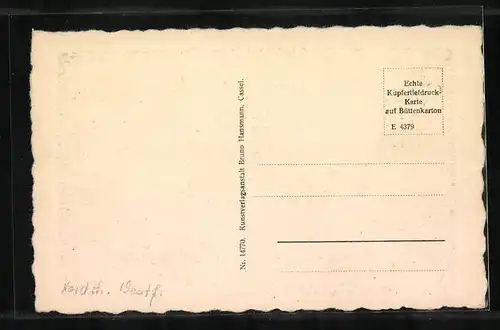 Echte
Kupfertiefdruck-
Karte
auf Büttenkarton
E 4379
Nr. 14770. Kunstverlagsanstalt Bruno Hansmann, Cassel.